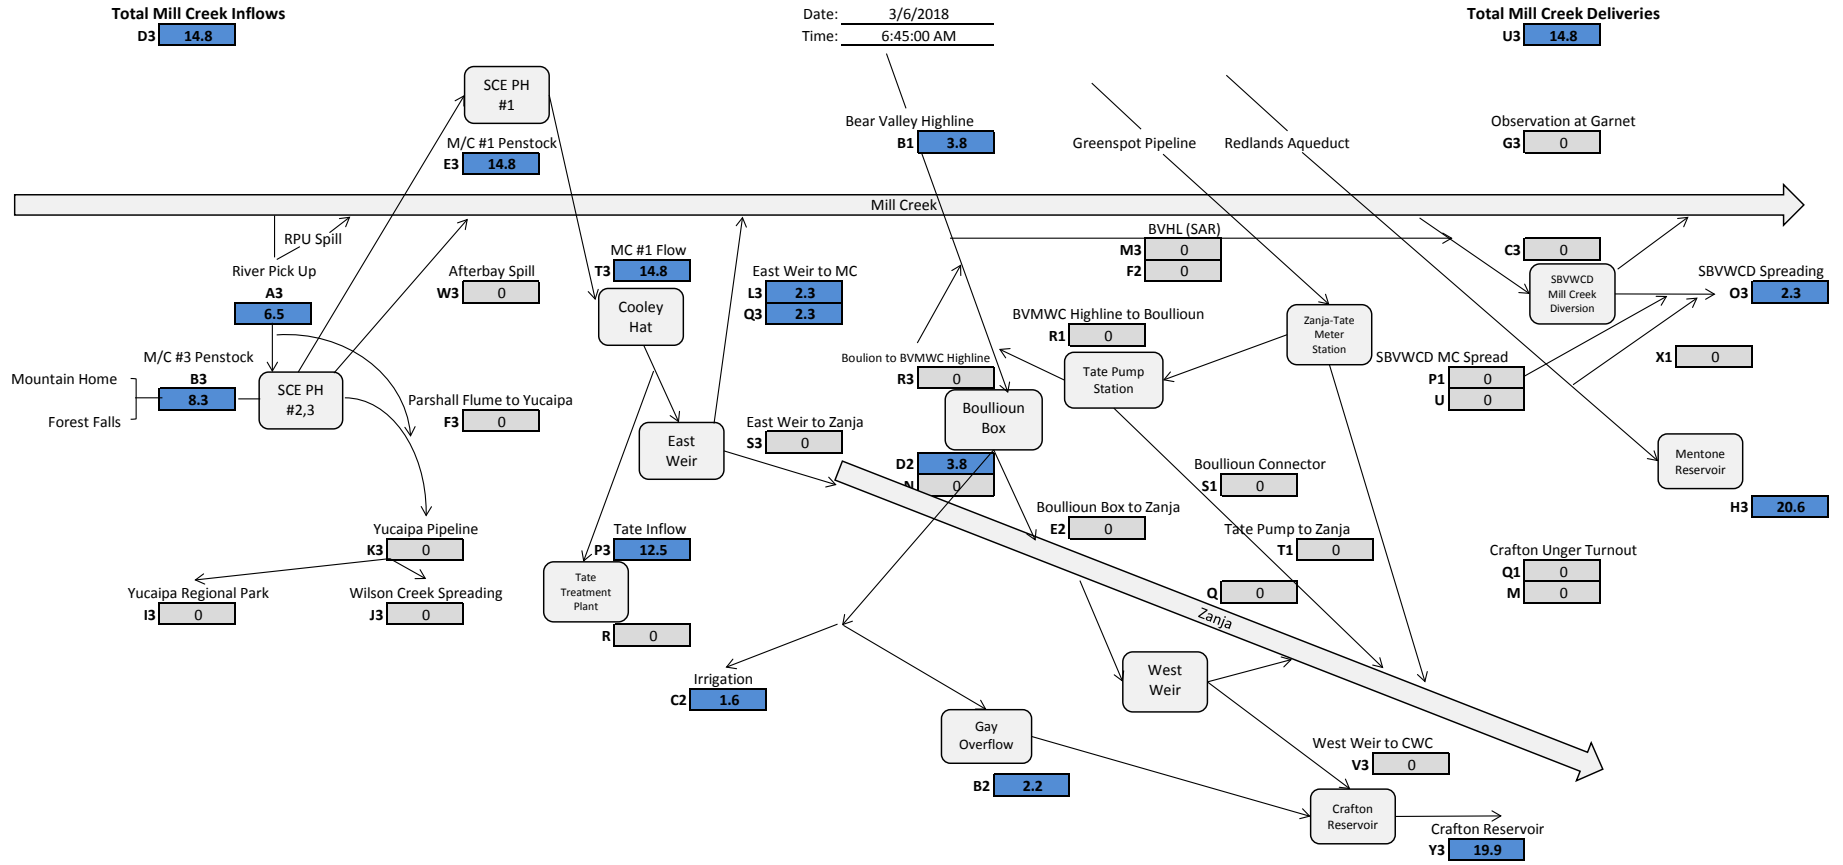 Total Mill Creek Inflows
D3 14.8
Date: 3/6/2018
Time: 6:45:00 AM
Total Mill Creek Deliveries
U3 14.8
SCE PH
#1
M/C #1 Penstock
E3 14.8
Bear Valley Highline
B1 3.8
Greenspot Pipeline
Redlands Aqueduct
Observation at Garnet
G3 0
Mill Creek
RPU Spill
River Pick Up
A3
6.5
Afterbay Spill
W3 0
MC #1 Flow
T3 14.8
Cooley
Hat
East Weir to MC
L3 2.3
Q3 2.3
BVHL (SAR)
M3 0
F2 0
C3 0
SBVWCD
Mill Creek
Diversion
SBVWCD Spreading
O3 2.3
BVMWC Highline to Boullioun
R1 0
Zanja-Tate
Meter
Station
M/C #3 Penstock
B3
8.3
Mountain Home
Forest Falls
SCE PH
#2,3
Boulion to BVMWC Highline
R3 0
Tate Pump
Station
SBVWCD MC Spread
P1 0
U 0
X1 0
Parshall Flume to Yucaipa
F3 0
East
Weir
East Weir to Zanja
S3 0
Boullioun
Box
D2 3.8
N 0
Boullioun Connector
S1 0
Mentone
Reservoir
H3 20.6
Yucaipa Pipeline
K3 0
Tate Inflow
P3 12.5
Boullioun Box to Zanja
E2 0
Tate Pump to Zanja
T1 0
Crafton Unger Turnout
Q1 0
M 0
Yucaipa Regional Park
I3 0
Wilson Creek Spreading
J3 0
Tate
Treatment
Plant
R 0
Q 0
Zanja
Irrigation
C2 1.6
West
Weir
Gay
Overflow
B2 2.2
West Weir to CWC
V3 0
Crafton
Reservoir
Crafton Reservoir
Y3 19.9